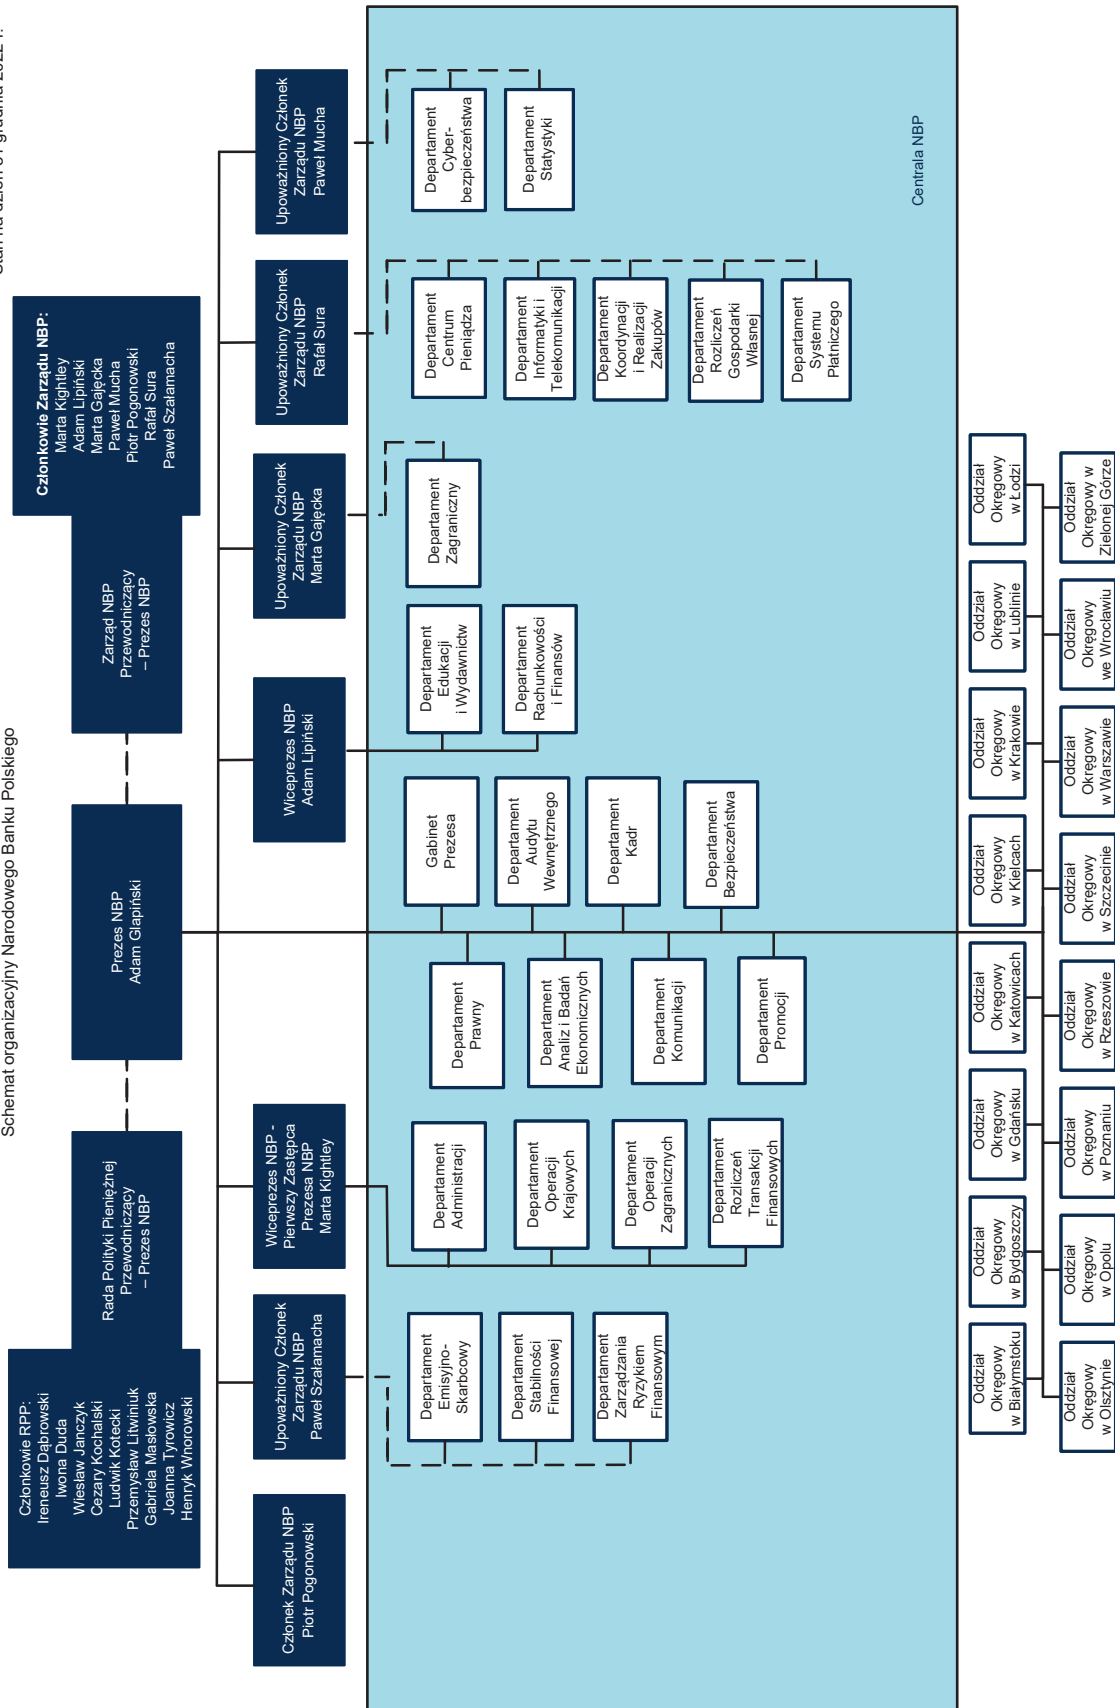 Schemat organizacyjny Narodowego Banku Polskiego
Stan na dzień 31 grudnia 2022 r.
Członkowie RPP:
Ireneusz Dąbrowski
Iwona Duda
Wiesław Janczyk
Cezary Kochalski
Ludwik Kotecki
Przemysław Litwiniuk
Gabriela Masłowska
Joanna Tyrowicz
Henryk Wnorowski
Rada Polityki Pieniężnej
Przewodniczący
– Prezes NBP
Prezes NBP
Adam Glapiński
Zarząd NBP
Przewodniczący
– Prezes NBP
Członkowie Zarządu NBP:
Marta Kightley
Adam Lipiński
Marta Gajęcka
Paweł Mucha
Piotr Pogonowski
Rafał Sura
Paweł Szałamacha
Członek Zarządu NBP
Piotr Pogonowski
Upoważniony Członek
Zarządu NBP
Paweł Szałamacha
Wiceprezes NBP -
Pierwszy Zastępca
Prezesa NBP
Marta Kightley
Wiceprezes NBP
Adam Lipiński
Upoważniony Członek
Zarządu NBP
Marta Gajęcka
Upoważniony Członek
Zarządu NBP
Rafał Sura
Upoważniony Członek
Zarządu NBP
Paweł Mucha
Departament
Emisyjno-
Skarbowy
Departament
Stabilności
Finansowej
Departament
Zarządzania
Ryzykiem
Finansowym
Departament
Administracji
Departament
Operacji
Krajowych
Departament
Operacji
Zagranicznych
Departament
Rozliczeń
Transakcji
Finansowych
Departament
Prawny
Departament
Analiz i Badań
Ekonomicznych
Departament
Komunikacji
Departament
Promocji
Gabinet
Prezesa
Departament
Audytu
Wewnętrznego
Departament
Kadr
Departament
Bezpieczeństwa
Departament
Edukacji
i Wydawnictw
Departament
Rachunkowości
i Finansów
Departament
Zagraniczny
Departament
Centrum
Pieniądza
Departament
Informatyki i
Telekomunikacji
Departament
Koordynacji
i Realizacji
Zakupów
Departament
Rozliczeń
Gospodarki
Własnej
Departament
Systemu
Płatniczego
Departament
Cyber-
bezpieczeństwa
Departament
Statystyki
Centrala NBP
Oddział
Okręgowy
w Białymstoku
Oddział
Okręgowy
w Bydgoszczy
Oddział
Okręgowy
w Gdańsku
Oddział
Okręgowy
w Katowicach
Oddział
Okręgowy
w Kielcach
Oddział
Okręgowy
w Krakowie
Oddział
Okręgowy
w Lublinie
Oddział
Okręgowy
w Łodzi
Oddział
Okręgowy
w Olsztynie
Oddział
Okręgowy
w Opolu
Oddział
Okręgowy
w Poznaniu
Oddział
Okręgowy
w Rzeszowie
Oddział
Okręgowy
w Szczecinie
Oddział
Okręgowy
w Warszawie
Oddział
Okręgowy
we Wrocławiu
Oddział
Okręgowy w
Zielonej Górze